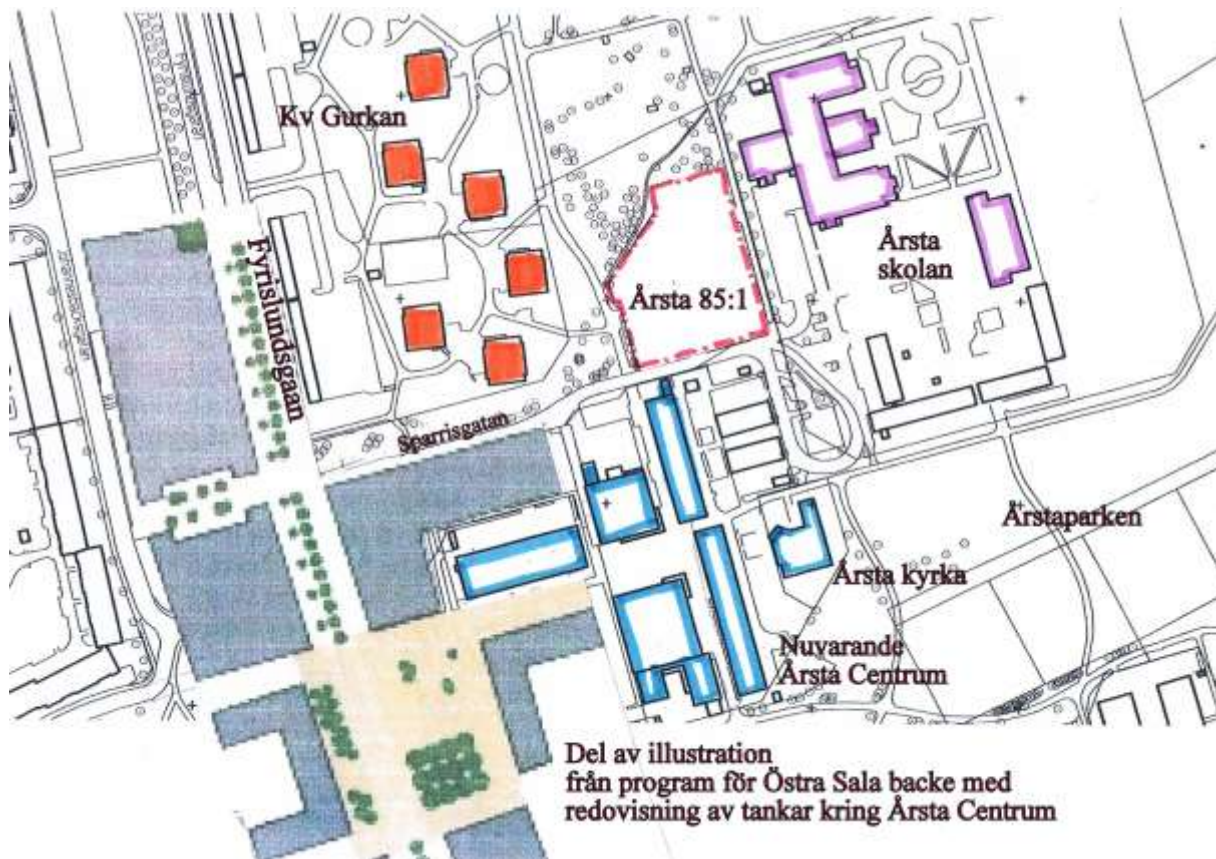 Kv Gurkan
Fyrislundsgaan
Årsta
skolan
Årsta 85:1
Sparrisgatan
Årstaparken
Årsta kyrka
Nuvarande
Årsta Centrum
Del av illustration
från program för Östra Sala backe med
redovisning av tankar kring Årsta Centrum